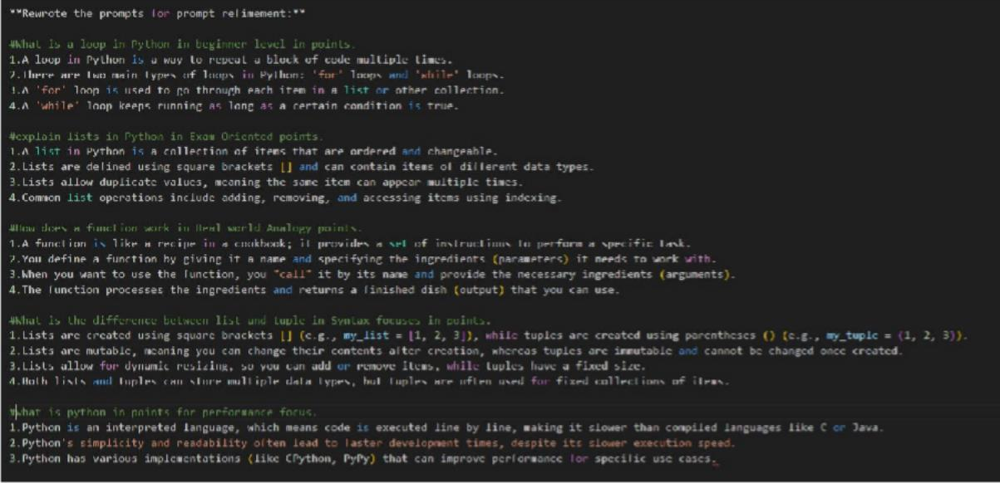 **Rewrote the prompts for prompt refimement:**
#What is a loop in Python in beginner level in points.
1.A loop in Python is a way to repeat a block of code multiple times.
2.There are two main types of loops in Python: 'for' loops and 'while' loops.
3.A 'for' loop is used to go through each item in a list or other collection.
4.A 'while' loop keeps running as long as a certain condition is true.
#explain lists in Python in Exam Oriented points.
1.A list in Python is a collection of items that are ordered and changeable.
2.Lists are defined using square brackets [] and can contain items of different data types.
3.Lists allow duplicate values, meaning the same item can appear multiple times.
4.Common list operations include adding, removing, and accessing items using indexing.
#How does a function work in Real world Analogy points.
1.A function is like a recipe in a cookbook; it provides a set of instructions to perform a specific task.
2.You define a function by giving it a name and specifying the ingredients (parameters) it needs to work with.
3.When you want to use the function, you "call" it by its name and provide the necessary ingredients (arguments).
4.The function processes the ingredients and returns a finished dish (output) that you can use.
#What is the difference between list and tuple in Syntax focuses in points.
1.Lists are created using square brackets [] (e.g., my_list = [1, 2, 3]), while tuples are created using parentheses () (e.g., my_tuple = (1, 2, 3)).
2.Lists are mutable, meaning you can change their contents after creation, whereas tuples are immutable and cannot be changed once created.
3.Lists allow for dynamic resizing, so you can add or remove items, while tuples have a fixed size.
4.Both lists and tuples can store multiple data types, but tuples are often used for fixed collections of items.
#what is python in points for performance focus.
1.Python is an interpreted language, which means code is executed line by line, making it slower than compiled languages like C or Java.
2.Python's simplicity and readability often lead to faster development times, despite its slower execution speed.
3.Python has various implementations (like CPython, PyPy) that can improve performance for specific use cases.